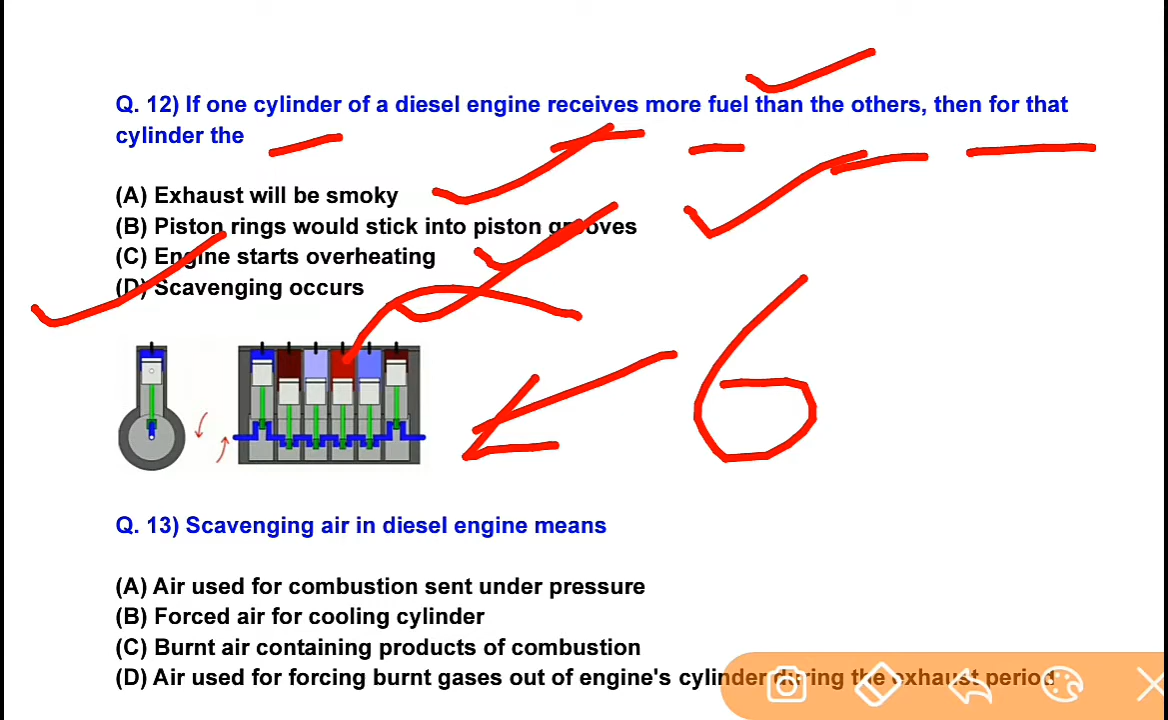 Q. 12) If one cylinder of a diesel engine receives more fuel than the others, then for that
cylinder the
(A) Exhaust will be smoky
(B) Piston rings would stick into piston grooves
(C) Engine starts overheating
(D) Scavenging occurs
6
Q. 13) Scavenging air in diesel engine means
(A) Air used for combustion sent under pressure
(B) Forced air for cooling cylinder
(C) Burnt air containing products of combustion
(D) Air used for forcing burnt gases out of engine's cylinder during the exhaust period